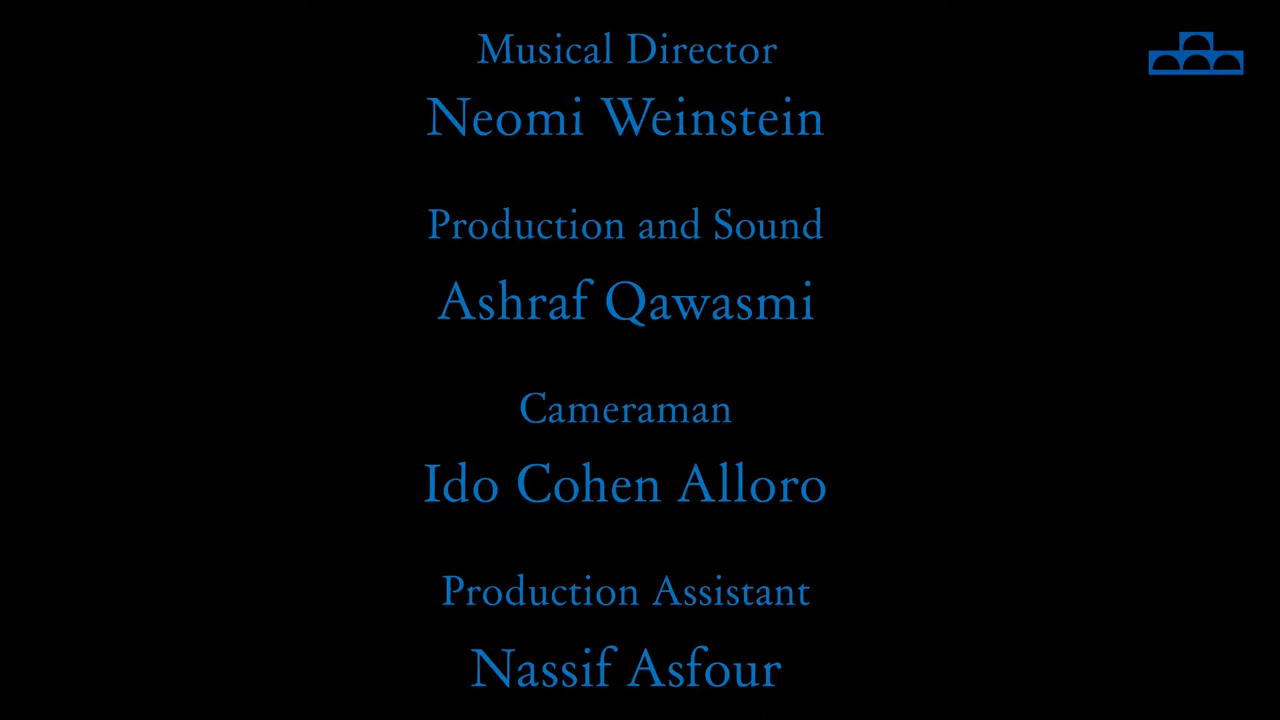 Musical Director
Neomi Weinstein
Production and Sound
Ashraf Qawasmi
Cameraman
Ido Cohen Alloro
Production Assistant
Nassif Asfour